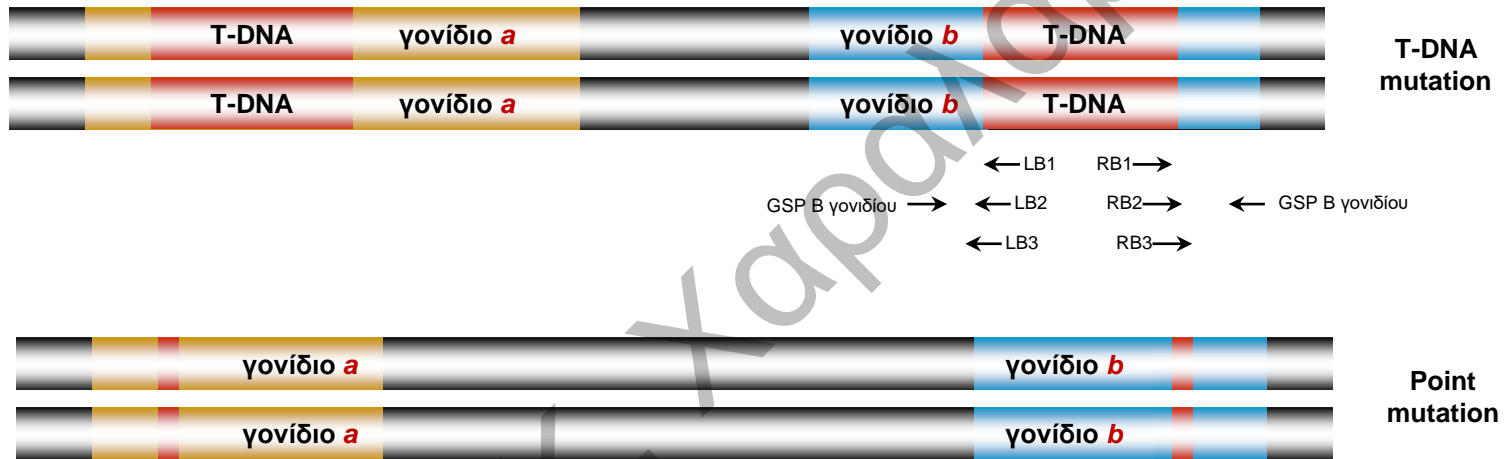 T-DNA γονίδιο a γονίδιο b T-DNA
T-DNA γονίδιο a γονίδιο b T-DNA
T-DNA
mutation
LB1 RB1
GSP B γονιδίου LB2 RB2 GSP B γονιδίου
LB3 RB3
γονίδιο a γονίδιο b
γονίδιο a γονίδιο b
Point
mutation